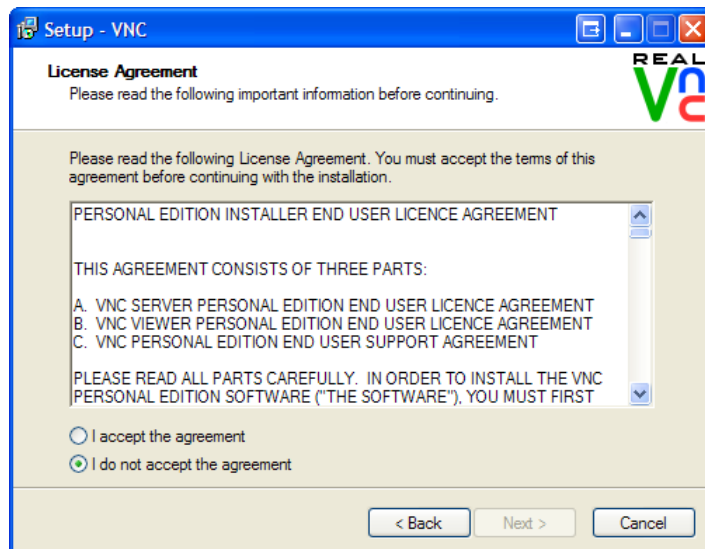 Setup - VNC
License Agreement
Please read the following important information before continuing.
REAL
VNC
Please read the following License Agreement. You must accept the terms of this
agreement before continuing with the installation.
PERSONAL EDITION INSTALLER END USER LICENCE AGREEMENT
THIS AGREEMENT CONSISTS OF THREE PARTS:
A. VNC SERVER PERSONAL EDITION END USER LICENCE AGREEMENT
B. VNC VIEWER PERSONAL EDITION END USER LICENCE AGREEMENT
C. VNC PERSONAL EDITION END USER SUPPORT AGREEMENT
PLEASE READ ALL PARTS CAREFULLY. IN ORDER TO INSTALL THE VNC
PERSONAL EDITION SOFTWARE ("THE SOFTWARE"), YOU MUST FIRST
I accept the agreement
I do not accept the agreement
< Back Next > Cancel